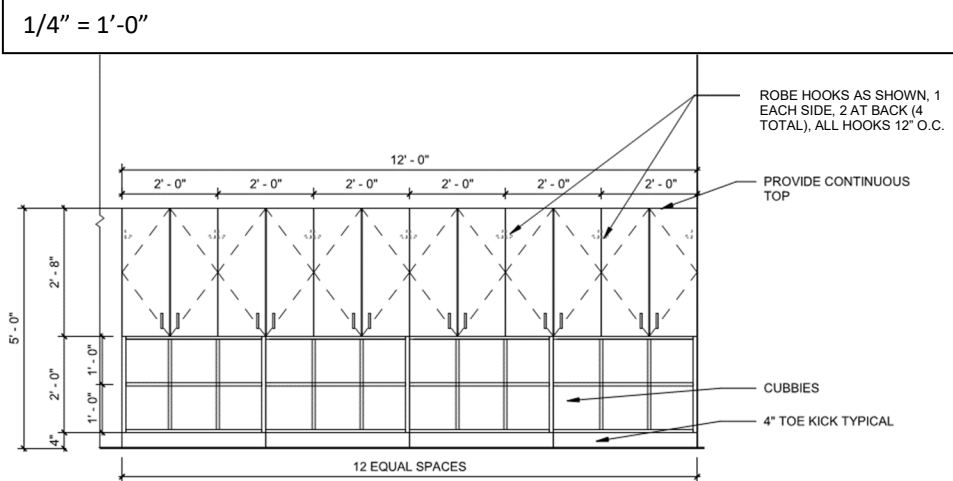 1/4” = 1’-0”
ROBE HOOKS AS SHOWN, 1
EACH SIDE, 2 AT BACK (4
TOTAL), ALL HOOKS 12” O.C.
12' - 0"
2' - 0"
2' - 0"
2' - 0"
2' - 0"
2' - 0"
2' - 0"
PROVIDE CONTINUOUS
TOP
5' - 0"
2' - 8"
2' - 0"
1' - 0"
1' - 0"
4"
CUBBIES
4" TOE KICK TYPICAL
12 EQUAL SPACES